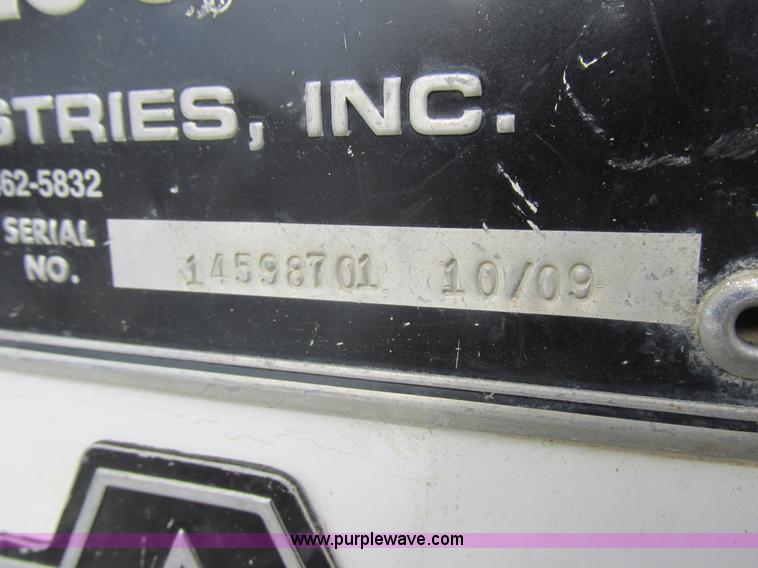 STRIES, INC.
62-5832
SERIAL NO. 14598701 10/09
www.purplewave.com